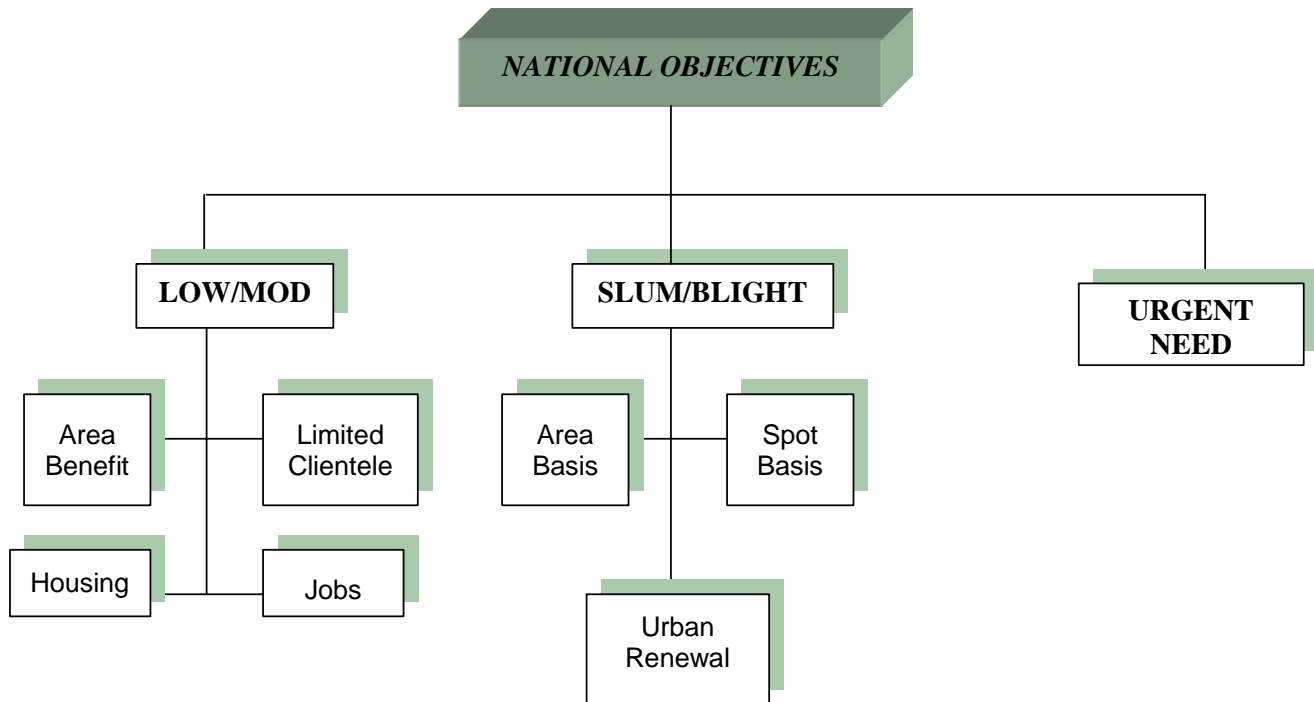 NATIONAL OBJECTIVES
LOW/MOD
SLUM/BLIGHT
URGENT
NEED
Area
Benefit
Limited
Clientele
Area
Basis
Spot
Basis
Housing
Jobs
Urban
Renewal